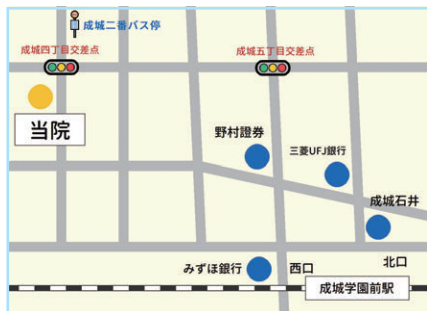 成城二番バス停
成城四丁目交差点
成城五丁目交差点
当院
野村證券
三菱UFJ銀行
成城石井
みずほ銀行
西口
北口
成城学園前駅